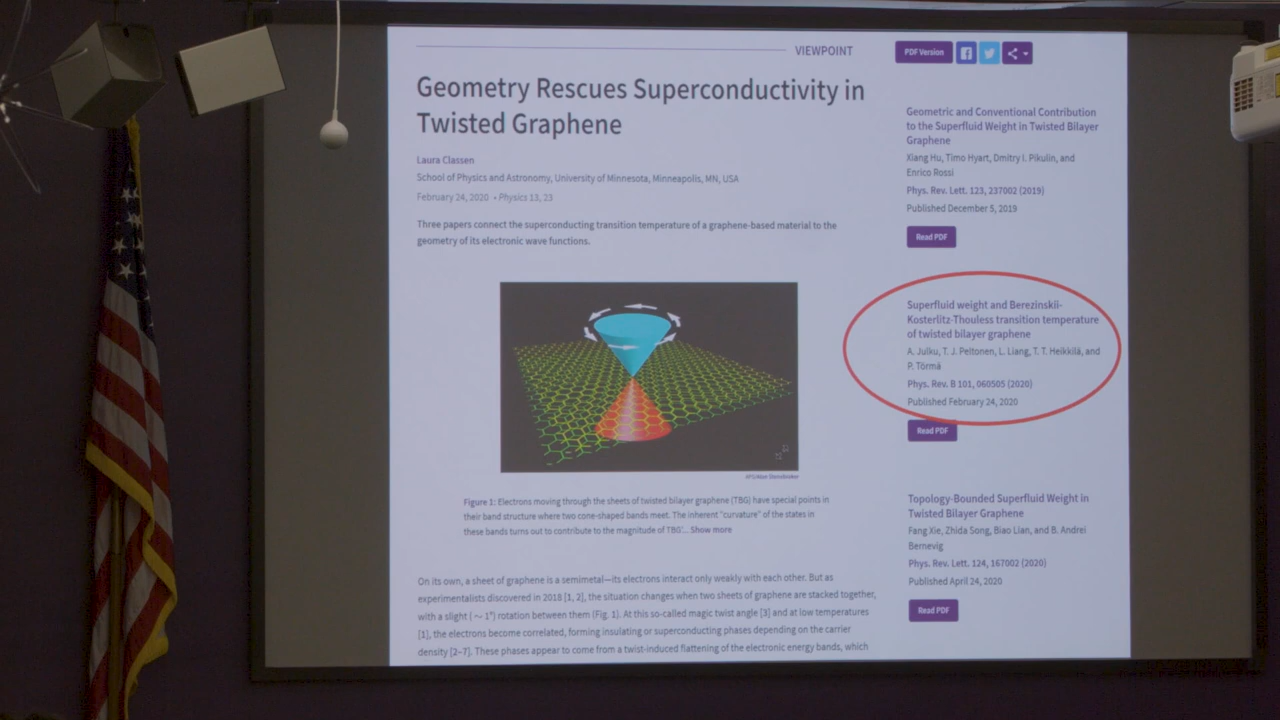 VIEWPOINT
Geometry Rescues Superconductivity in
Twisted Graphene
Laura Classen
School of Physics and Astronomy, University of Minnesota, Minneapolis, MN, USA
February 24, 2020 • Physics 13, 23
Three papers connect the superconducting transition temperature of a graphene-based material to the
geometry of its electronic wave functions.
APS/Alan Stonebraker
Figure 1: Electrons moving through the sheets of twisted bilayer graphene (TBG) have special points in
their band structure where two cone-shaped bands meet. The inherent "curvature" of the states in
these bands turns out to contribute to the magnitude of TBG'... Show more
On its own, a sheet of graphene is a semimetal—its electrons interact only weakly with each other. But as
experimentalists discovered in 2018 [1, 2], the situation changes when two sheets of graphene are stacked together,
with a slight (∼ 1°) rotation between them (Fig. 1). At this so-called magic twist angle [3] and at low temperatures
[1], the electrons become correlated, forming insulating or superconducting phases depending on the carrier
density [2–7]. These phases appear to come from a twist-induced flattening of the electronic energy bands, which
PDF Version
Geometric and Conventional Contribution
to the Superfluid Weight in Twisted Bilayer
Graphene
Xiang Hu, Timo Hyart, Dmitry I. Pikulin, and
Enrico Rossi
Phys. Rev. Lett. 123, 237002 (2019)
Published December 5, 2019
Read PDF
Superfluid weight and Berezinskii-
Kosterlitz-Thouless transition temperature
of twisted bilayer graphene
A. Julku, T. J. Peltonen, L. Liang, T. T. Heikkilä, and
P. Törmä
Phys. Rev. B 101, 060505 (2020)
Published February 24, 2020
Read PDF
Topology-Bounded Superfluid Weight in
Twisted Bilayer Graphene
Fang Xie, Zhida Song, Biao Lian, and B. Andrei
Bernevig
Phys. Rev. Lett. 124, 167002 (2020)
Published April 24, 2020
Read PDF